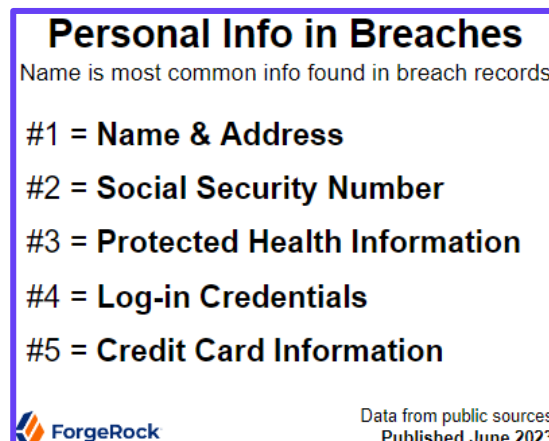 Personal Info in Breaches
Name is most common info found in breach records
#1 = Name & Address
#2 = Social Security Number
#3 = Protected Health Information
#4 = Log-in Credentials
#5 = Credit Card Information
ForgeRock
Data from public sources
Published June 2023